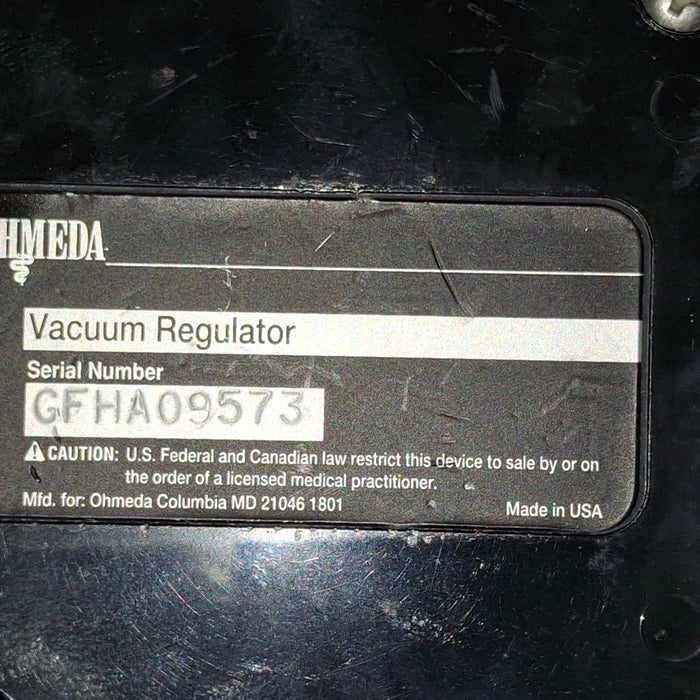 HMEDA
Vacuum Regulator
Serial Number
GFHA09573
CAUTION: U.S. Federal and Canadian law restrict this device to sale by or on
the order of a licensed medical practitioner.
Mfd. for: Ohmeda Columbia MD 21046 1801
Made in USA